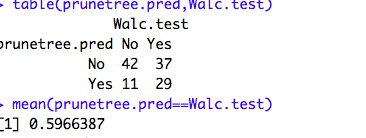 > table(prunetree.pred,Walc.test)
Walc.test
prunetree.pred No Yes
No 42 37
Yes 11 29
> mean(prunetree.pred==Walc.test)
[1] 0.5966387